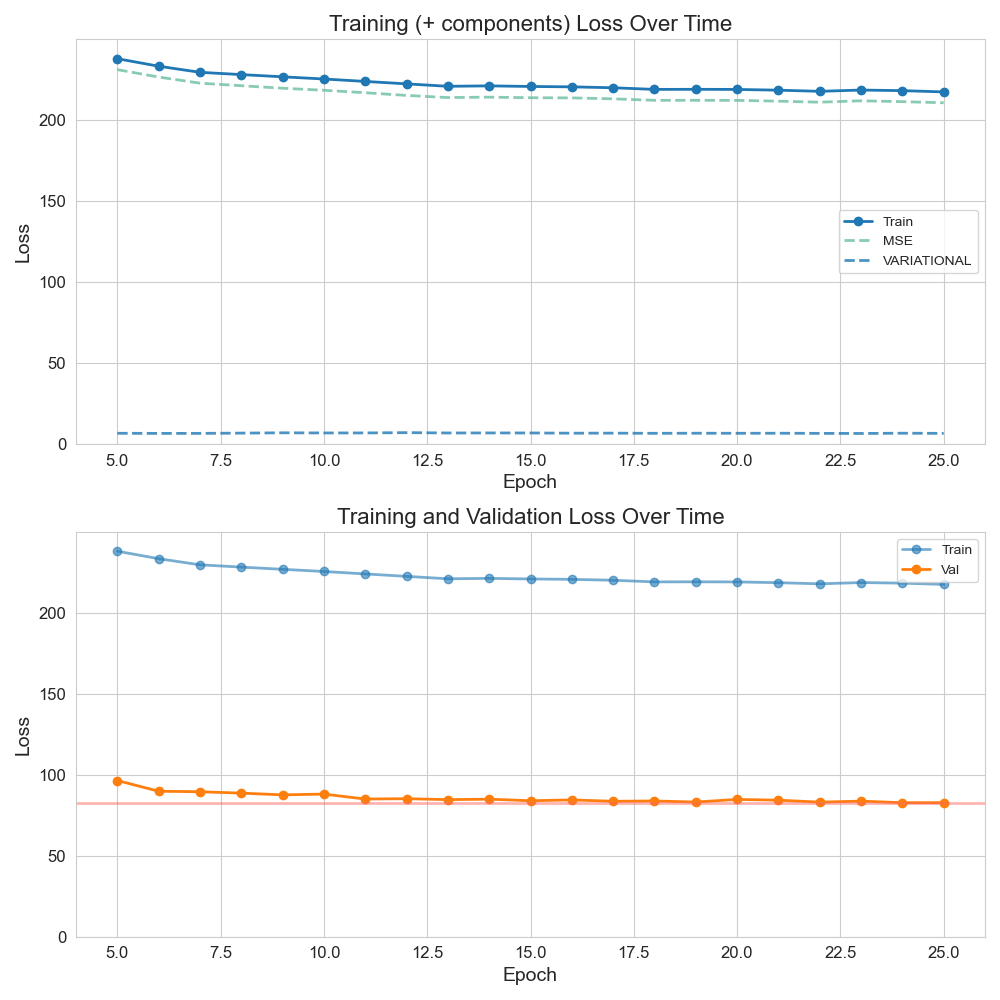 Training (+ components) Loss Over Time
Loss
200
150
100
50
0
Train
MSE
VARIATIONAL
5.0 7.5 10.0 12.5 15.0 17.5 20.0 22.5 25.0
Epoch
Training and Validation Loss Over Time
Loss
200
150
100
50
0
Train
Val
5.0 7.5 10.0 12.5 15.0 17.5 20.0 22.5 25.0
Epoch